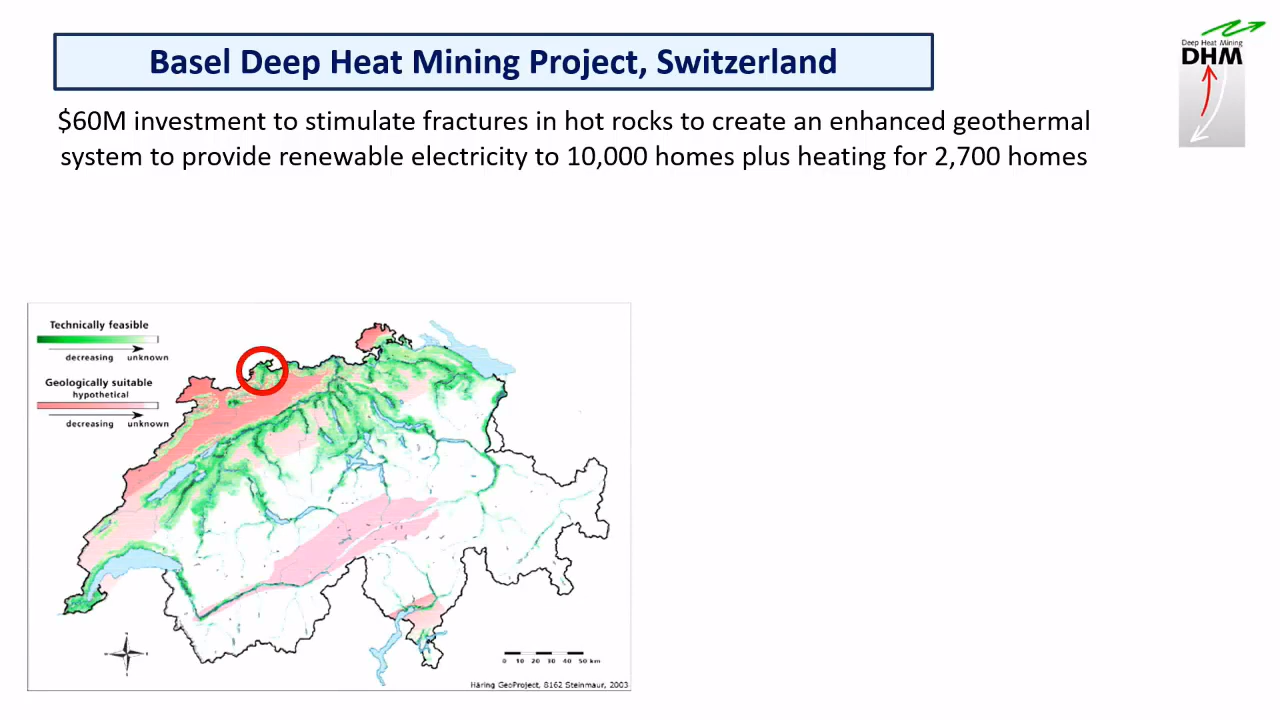 Basel Deep Heat Mining Project, Switzerland
Deep Heat Mining
DHM
$60M investment to stimulate fractures in hot rocks to create an enhanced geothermal
system to provide renewable electricity to 10,000 homes plus heating for 2,700 homes
Technically feasible
decreasing unknown
Geologically suitable
hypothetical
decreasing unknown
0 10 20 30 40 50 km
Häring GeoProject, 8162 Steinmaur, 2003